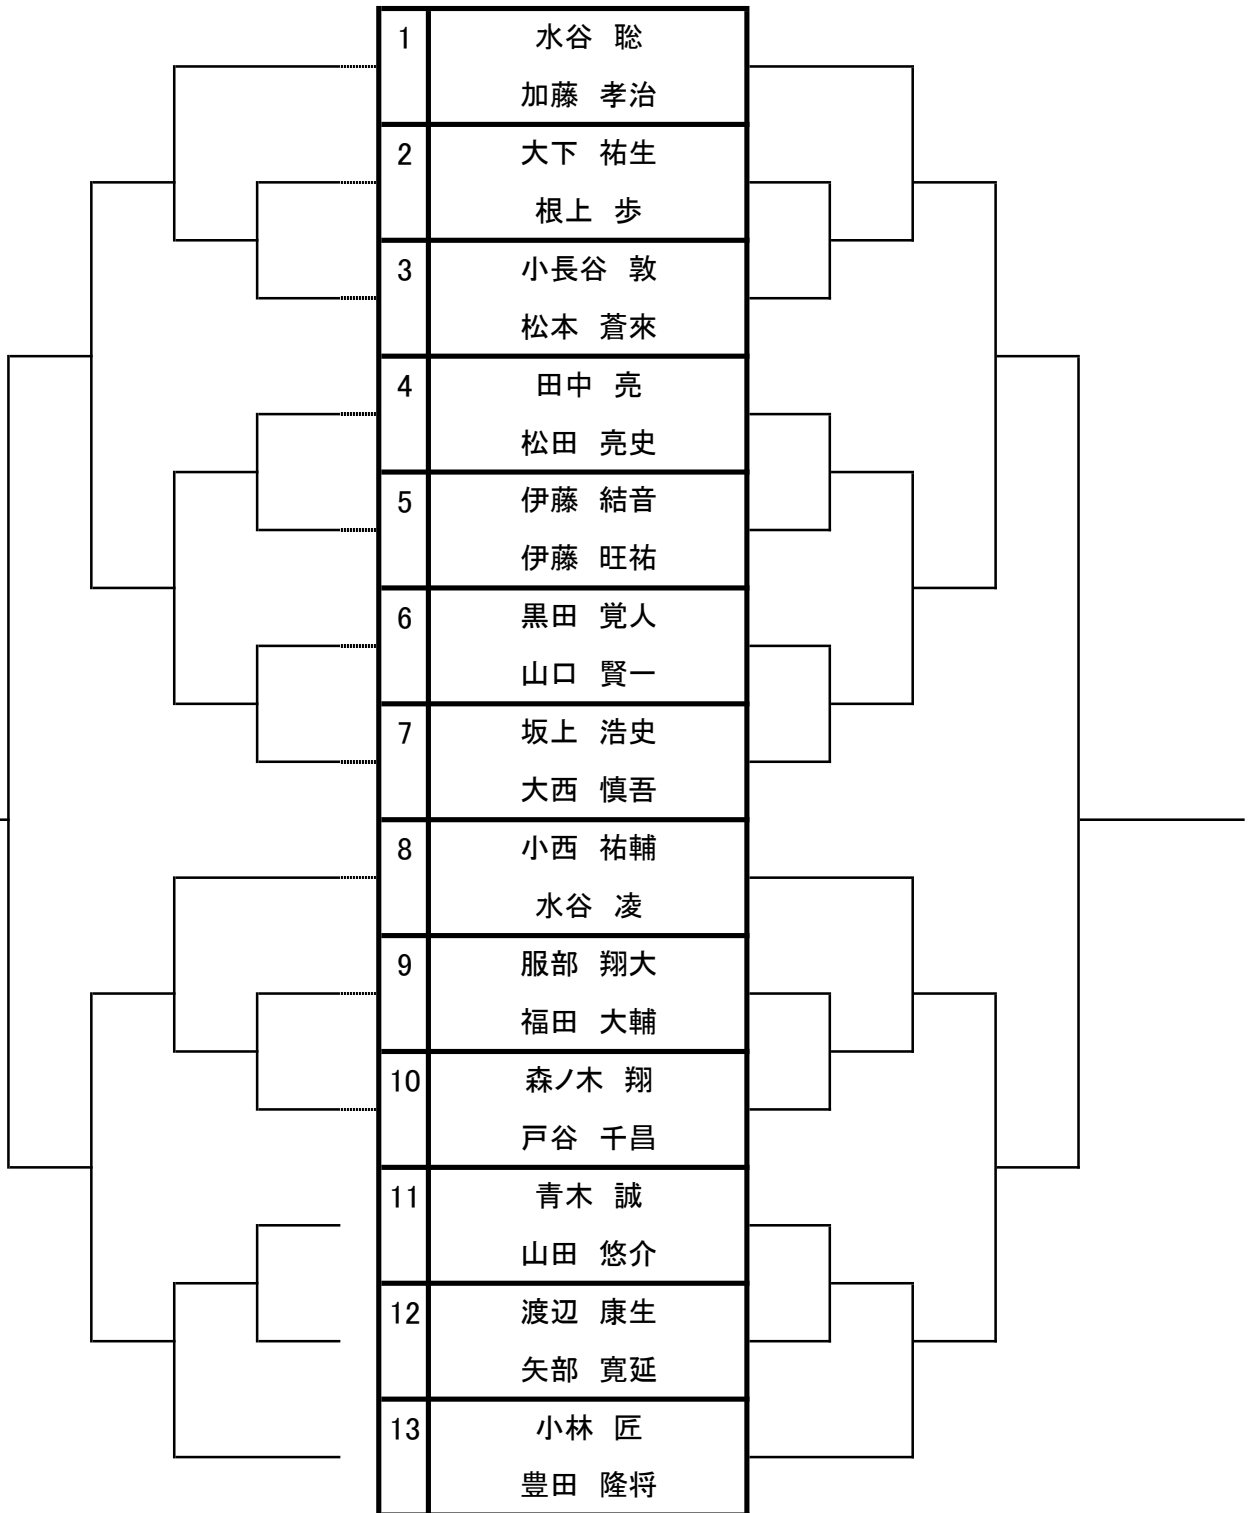 1 水谷 聡
加藤 孝治
2 大下 祐生
根上 歩
3 小長谷 敦
松本 蒼來
4 田中 亮
松田 亮史
5 伊藤 結音
伊藤 旺祐
6 黒田 覚人
山口 賢一
7 坂上 浩史
大西 慎吾
8 小西 祐輔
水谷 凌
9 服部 翔大
福田 大輔
10 森ノ木 翔
戸谷 千昌
11 青木 誠
山田 悠介
12 渡辺 康生
矢部 寛延
13 小林 匠
豊田 隆将